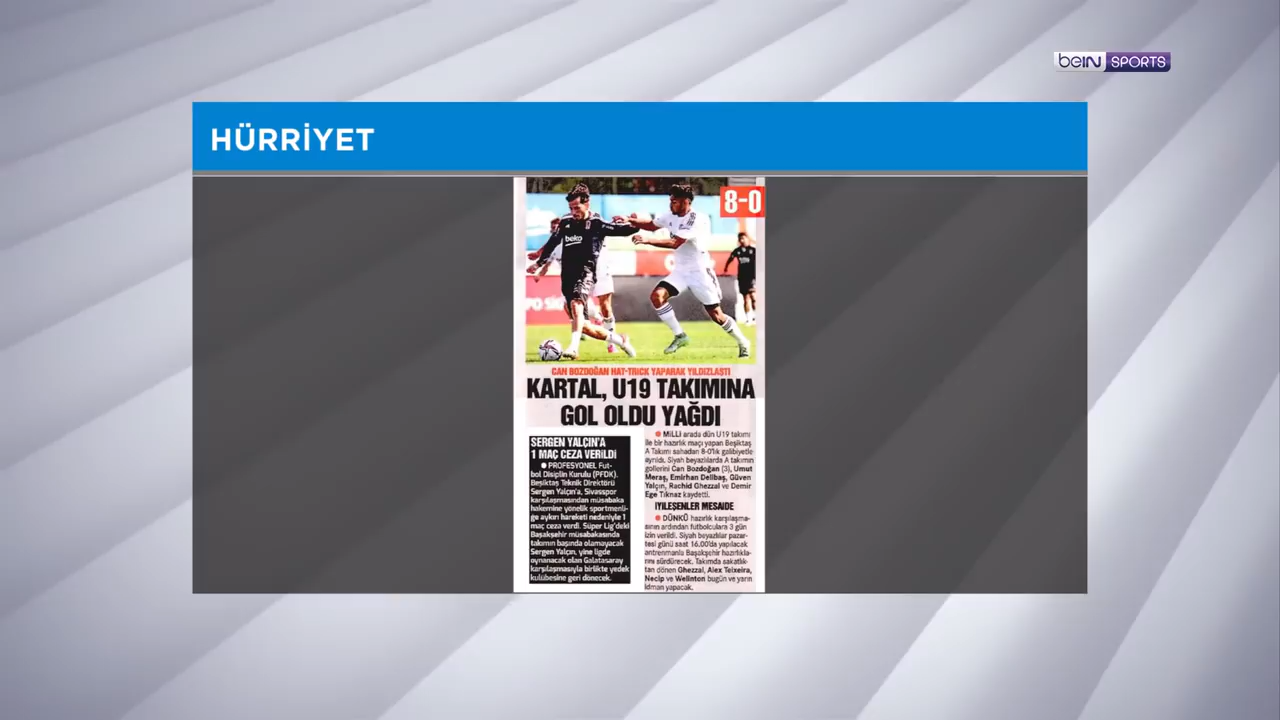 beIN SPORTS
HÜRRİYET
8-0
beko
CAN BOZDOĞAN HAT-TRICK YAPARAK YILDIZLAŞTI
KARTAL, U19 TAKIMINA
GOL OLDU YAĞDI
SERGEN YALÇIN'A
1 MAÇ CEZA VERİLDİ
PROFESYONEL Fut-
bol Disiplin Kurulu (PFDK),
Beşiktaş Teknik Direktörü
Sergen Yalçın'a, Sivasspor
karşılaşmasından müsabaka
hakemine yönelik sportmenli-
ğe aykırı hareketi nedeniyle 1
maç ceza verdi. Süper Lig'deki
Başakşehir müsabakasında
takımın başında olamayacak
Sergen Yalçın, yine ligde
oynanacak olan Galatasaray
karşılaşmasıyla birlikte yedek
kulübesine geri dönecek.
MİLLİ arada dün U19 takımı
ile bir hazırlık maçı yapan Beşiktaş
A Takımı sahadan 8-0'lık galibiyetle
ayrıldı. Siyah beyazlılarda A takımın
gollerini Can Bozdoğan (3), Umut
Meraş, Emirhan Delibaş, Güven
Yalçın, Rachid Ghezzal ve Demir
Ege Tıknaz kaydetti.
İYİLEŞENLER MESAİDE
DÜNKÜ hazırlık karşılaşma-
sının ardından futbolculara 3 gün
izin verildi. Siyah beyazlılar pazar-
tesi günü saat 16.00'da yapılacak
antrenmanla Başakşehir hazırlıkla-
rını sürdürecek. Takımda sakatlık-
tan dönen Ghezzal, Alex Teixeira,
Necip ve Welinton bugün ve yarın
idman yapacak.